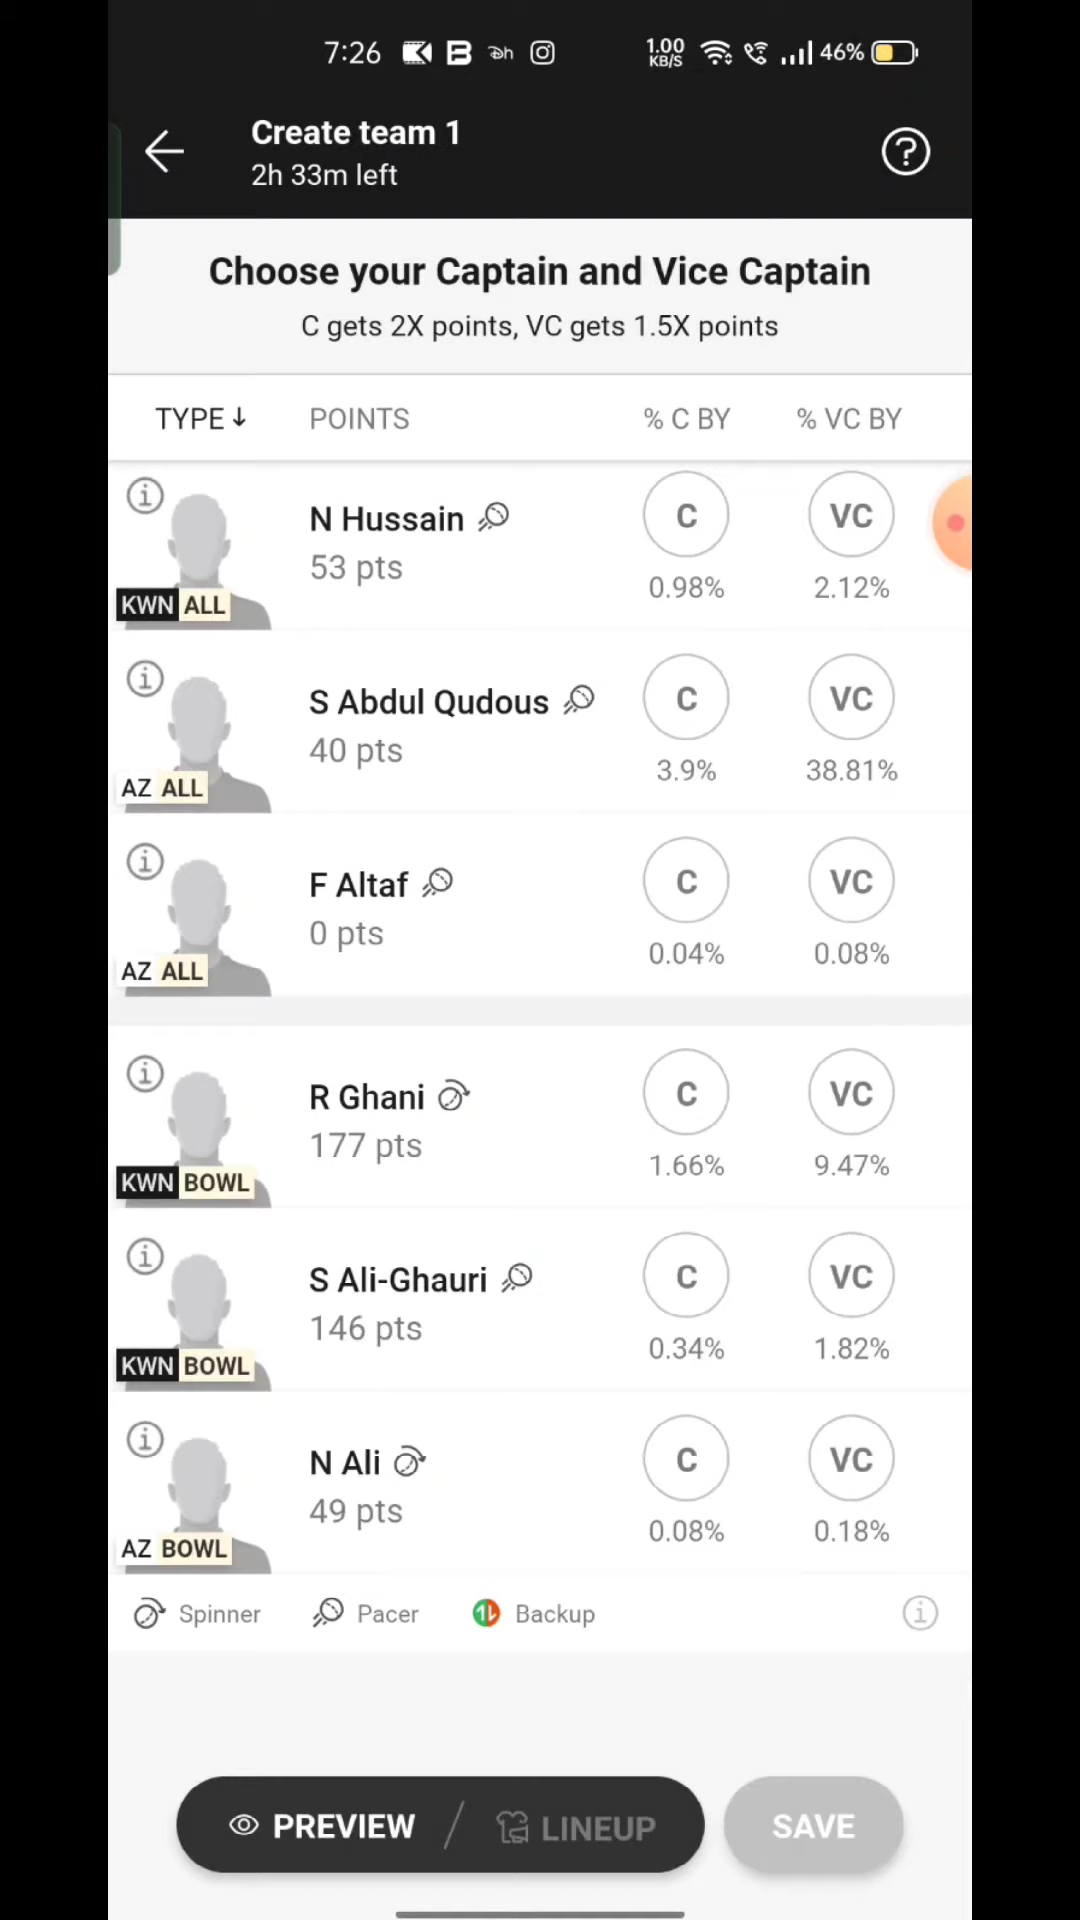 7:26 1.00 KB/S 46%
Create team 1
2h 33m left
Choose your Captain and Vice Captain
C gets 2X points, VC gets 1.5X points
TYPE↓ POINTS % C BY % VC BY
N Hussain C VC
53 pts 0.98% 2.12%
KWN ALL
S Abdul Qudous C VC
40 pts 3.9% 38.81%
AZ ALL
F Altaf C VC
0 pts 0.04% 0.08%
AZ ALL
R Ghani C VC
177 pts 1.66% 9.47%
KWN BOWL
S Ali-Ghauri C VC
146 pts 0.34% 1.82%
KWN BOWL
N Ali C VC
49 pts 0.08% 0.18%
AZ BOWL
Spinner Pacer Backup
PREVIEW / LINEUP SAVE